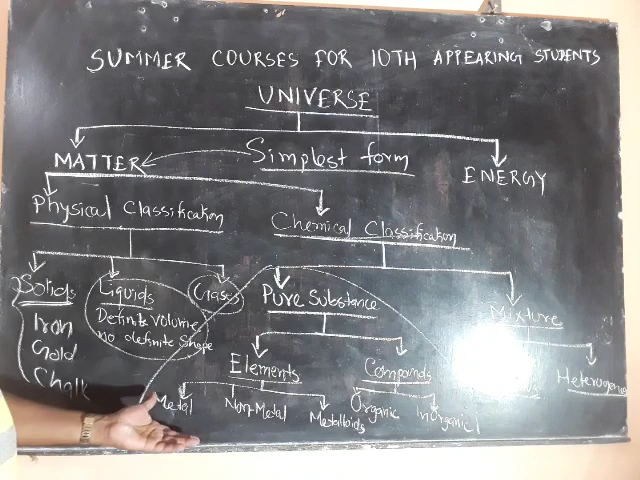 SUMMER COURSES FOR 10TH APPEARING STUDENTS
UNIVERSE
MATTER
Simplest form
ENERGY
Physical Classification
Chemical Classification
Solids
Liquids
Gases
Pure Substance
Mixture
Iron
Gold
Chalk
Definite Volume,
no definite shape
Elements
Compounds
Metal
Non-Metal
Metalloids
Organic
InOrganic